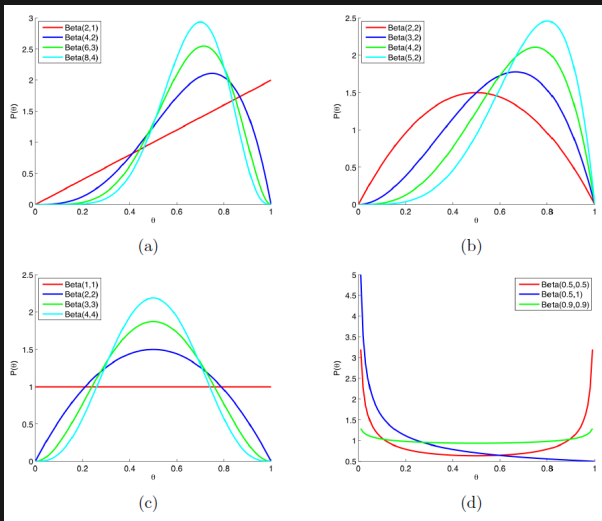 3
2.5
2
1.5
1
0.5
0
0
0.2
0.4
0.6
0.8
1
P(θ)
θ
Beta(2,1)
Beta(4,2)
Beta(6,3)
Beta(8,4)
(a)
2.5
2
1.5
1
0.5
0
0
0.2
0.4
0.6
0.8
1
P(θ)
θ
Beta(2,2)
Beta(3,2)
Beta(4,2)
Beta(5,2)
(b)
2.5
2
1.5
1
0.5
0
0
0.2
0.4
0.6
0.8
1
P(θ)
θ
Beta(1,1)
Beta(2,2)
Beta(3,3)
Beta(4,4)
(c)
5
4.5
4
3.5
3
2.5
2
1.5
1
0.5
0
0.2
0.4
0.6
0.8
1
P(θ)
θ
Beta(0.5,0.5)
Beta(0.5,1)
Beta(0.9,0.9)
(d)